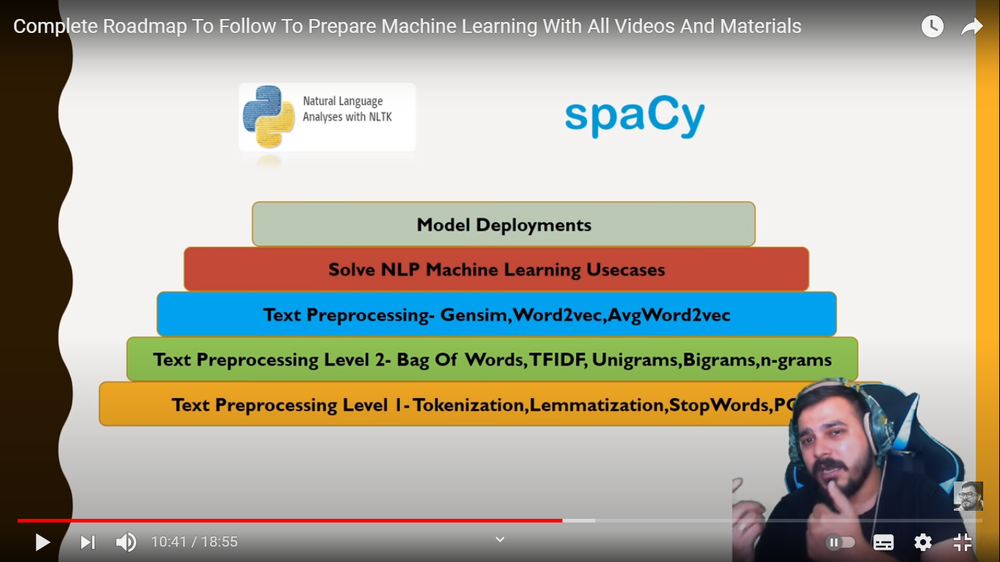 Complete Roadmap To Follow To Prepare Machine Learning With All Videos And Materials
Natural Language
Analyses with NLTK
spaCy
Model Deployments
Solve NLP Machine Learning Usecases
Text Preprocessing- Gensim,Word2vec,AvgWord2vec
Text Preprocessing Level 2- Bag Of Words,TFIDF, Unigrams,Bigrams,n-grams
Text Preprocessing Level 1-Tokenization,Lemmatization,StopWords,
10:41 / 18:55